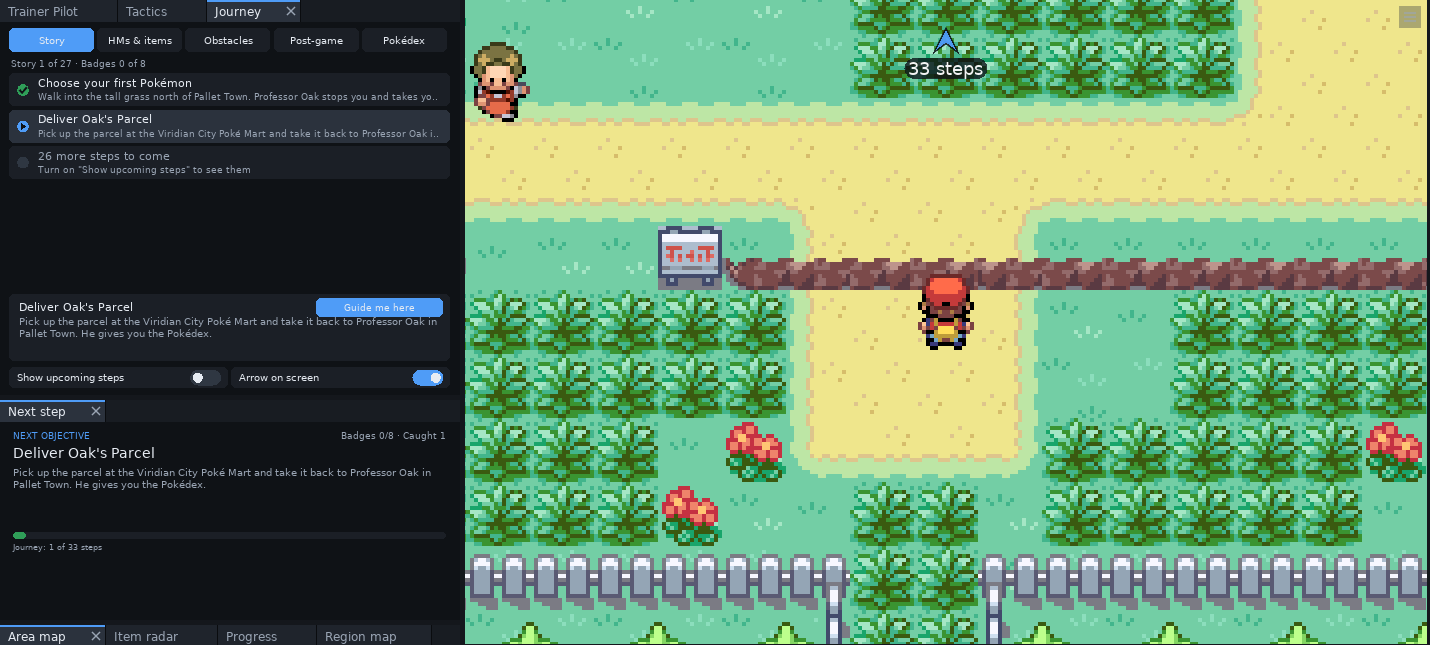 Trainer Pilot
Tactics
Journey
Story
HMs & items
Obstacles
Post-game
Pokédex
Story 1 of 27 · Badges 0 of 8
Choose your first Pokémon
Walk into the tall grass north of Pallet Town. Professor Oak stops you and takes yo..
Deliver Oak's Parcel
Pick up the parcel at the Viridian City Poké Mart and take it back to Professor Oak i..
26 more steps to come
Turn on "Show upcoming steps" to see them
Deliver Oak's Parcel
Guide me here
Pick up the parcel at the Viridian City Poké Mart and take it back to Professor Oak in
Pallet Town. He gives you the Pokédex.
Show upcoming steps
Arrow on screen
Next step
NEXT OBJECTIVE
Badges 0/8 · Caught 1
Deliver Oak's Parcel
Pick up the parcel at the Viridian City Poké Mart and take it back to Professor Oak in
Pallet Town. He gives you the Pokédex.
Journey: 1 of 33 steps
Area map
Item radar
Progress
Region map
33 steps